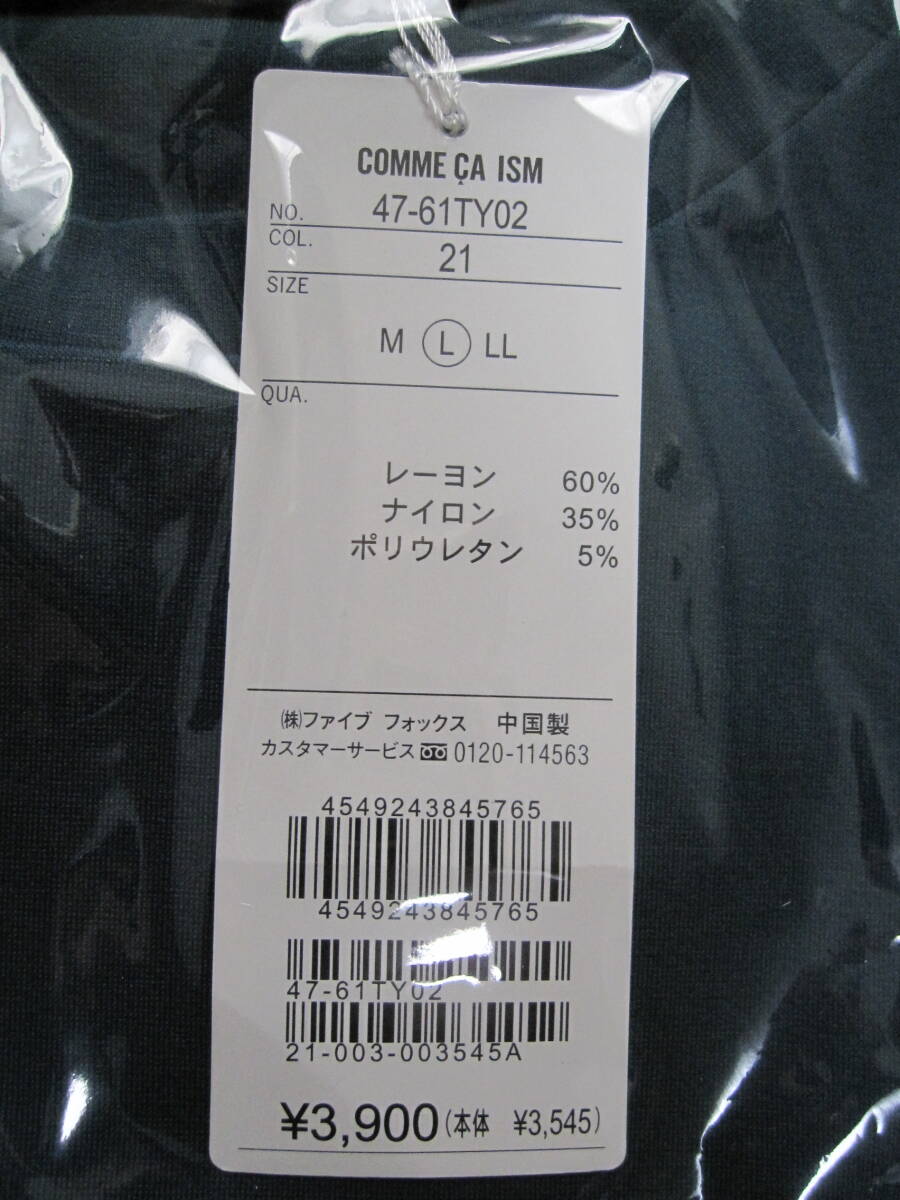 COMME ÇA ISM
NO. 47-61TY02
COL. 21
SIZE
M L LL
QUA.
レーヨン 60%
ナイロン 35%
ポリウレタン 5%
㈱ファイブ フォックス 中国製
カスタマーサービス 0120-114563
4549243845765
4549243845765
47-61TY02
21-003-003545A
¥3,900(本体 ¥3,545)